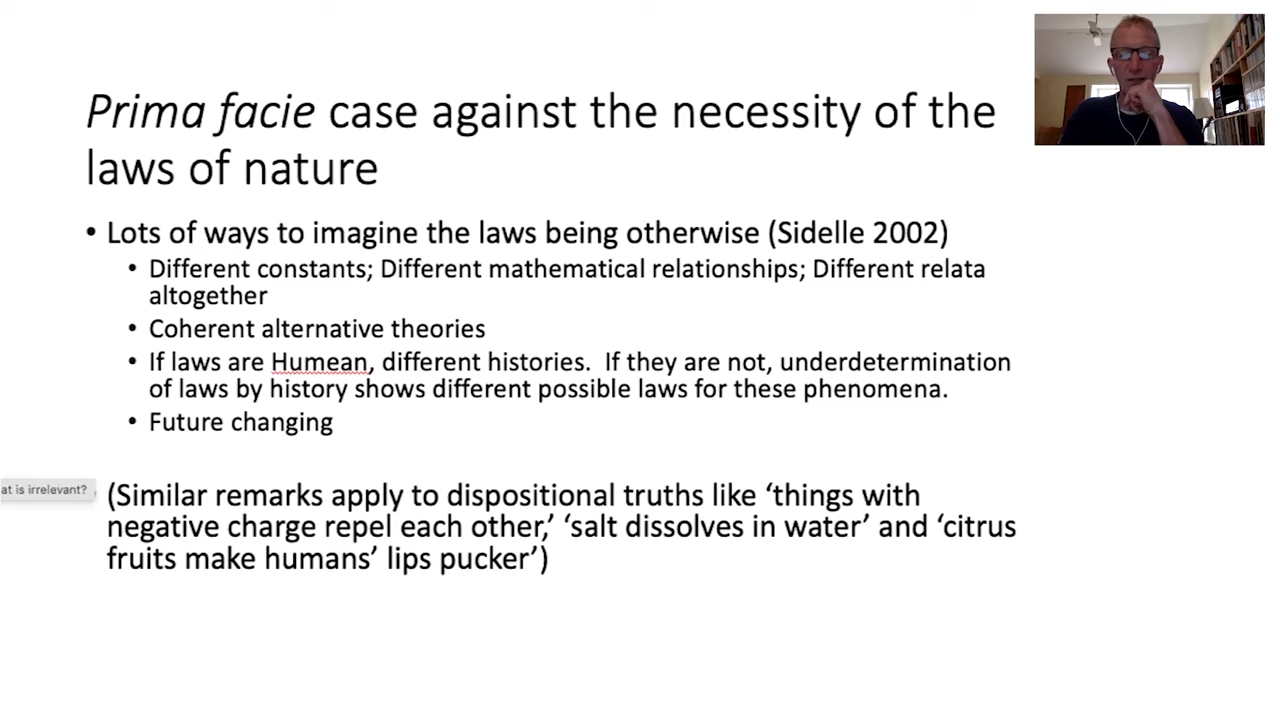 Prima facie case against the necessity of the
laws of nature
• Lots of ways to imagine the laws being otherwise (Sidelle 2002)
• Different constants; Different mathematical relationships; Different relata
altogether
• Coherent alternative theories
• If laws are Humean, different histories.  If they are not, underdetermination
of laws by history shows different possible laws for these phenomena.
• Future changing
at is irrelevant?
(Similar remarks apply to dispositional truths like ‘things with
negative charge repel each other,’ ‘salt dissolves in water’ and ‘citrus
fruits make humans’ lips pucker’)